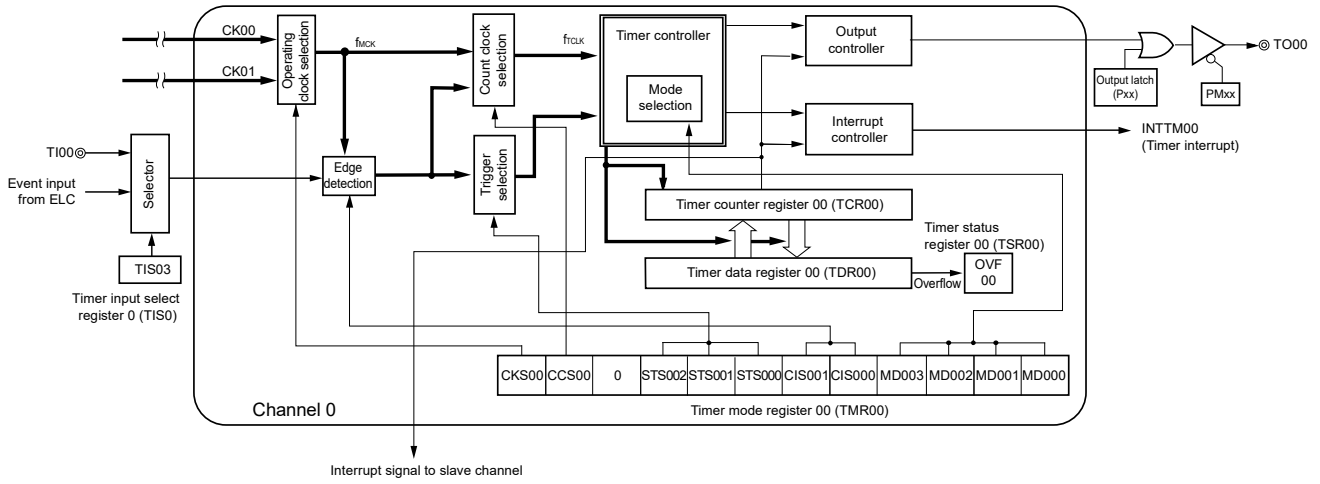 CK00
CK01
Operating
clock selection
fMCK
Count clock
selection
fTCLK
Timer controller
Mode
selection
Output
controller
TO00
Output latch
(Pxx)
PMxx
Interrupt
controller
INTTM00
(Timer interrupt)
TI00
Event input
from ELC
Selector
Edge
detection
Trigger
selection
TIS03
Timer input select
register 0 (TIS0)
Timer counter register 00 (TCR00)
Timer data register 00 (TDR00)
Timer status
register 00 (TSR00)
Overflow
OVF
00
CKS00 CCS00 0 STS002 STS001 STS000 CIS001 CIS000 MD003 MD002 MD001 MD000
Channel 0
Timer mode register 00 (TMR00)
Interrupt signal to slave channel